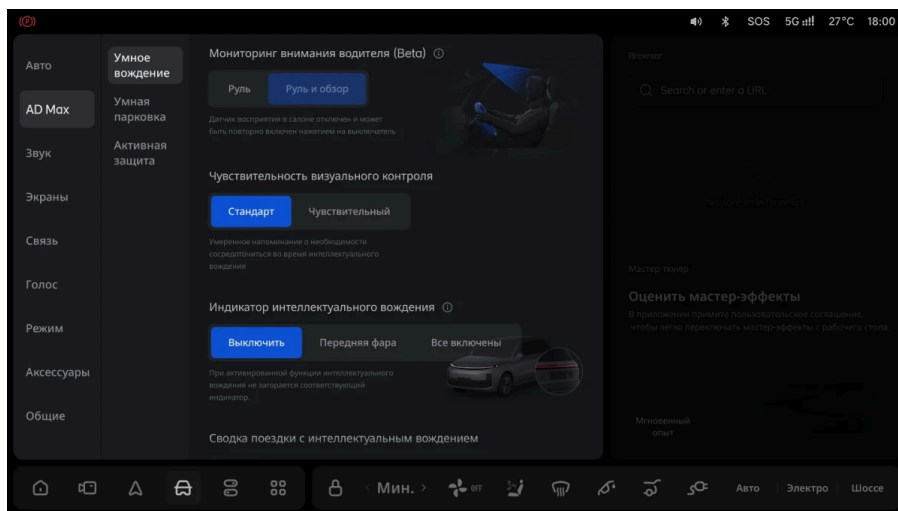 (P) SOS 5G 27°C 18:00
Авто
AD Max
Звук
Экраны
Связь
Голос
Режим
Аксессуары
Общие
Умное
вождение
Умная
парковка
Активная
защита
Мониторинг внимания водителя (Beta)
Руль Руль и обзор
Датчик восприятия в салоне отключен и может
быть повторно включен нажатием на выключатель
Чувствительность визуального контроля
Стандарт Чувствительный
Умеренное напоминание о необходимости
сосредоточиться во время интеллектуального
вождения
Индикатор интеллектуального вождения
Выключить Передняя фара Все включены
При активированной функции интеллектуального
вождения не загорается соответствующий
индикатор.
Сводка поездки с интеллектуальным вождением
Browser
Search or enter a URL
Мастер-тюнер
Оценить мастер-эффекты
В приложении примите пользовательское соглашение,
чтобы легко переключать мастер-эффекты с рабочего стола.
Мгновенный
опыт
< Мин. > OFF Авто Электро Шоссе